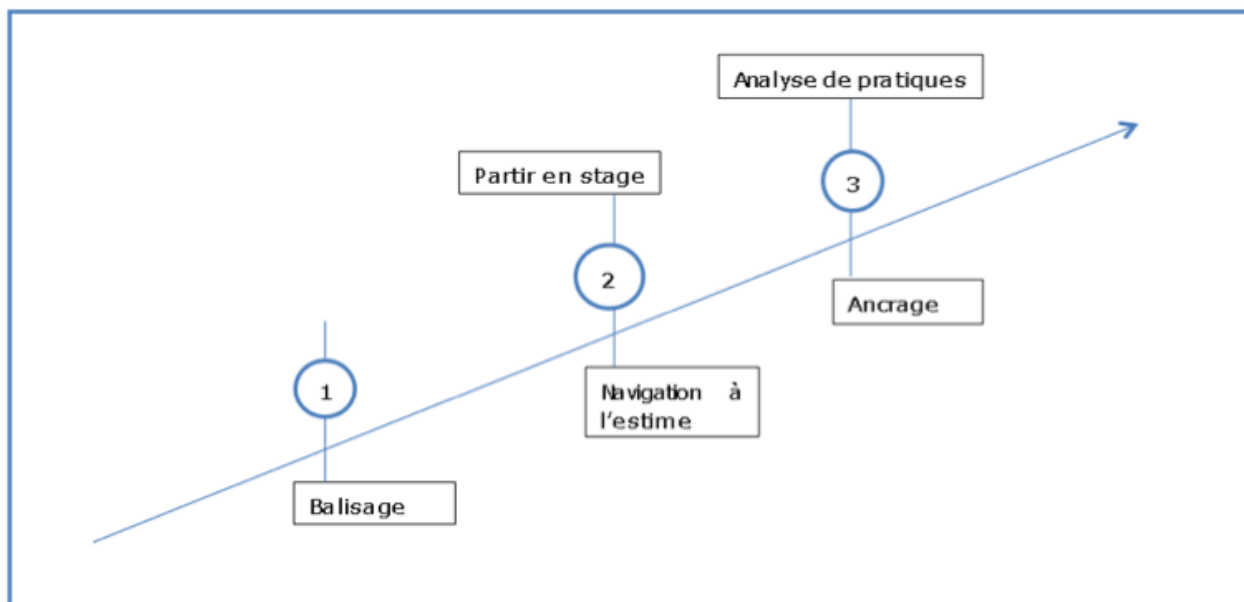 Analyse de pratiques
3
Partir en stage
2
Ancrage
1
Navigation à
l'estime
Balisage